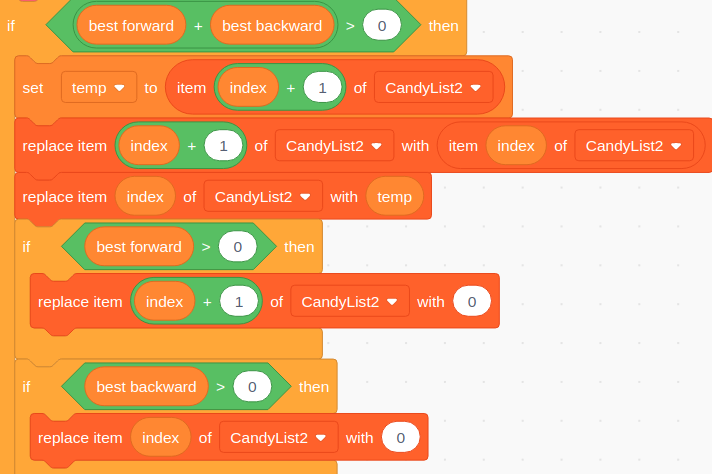 if best forward + best backward > 0 then
set temp to item index + 1 of CandyList2
replace item index + 1 of CandyList2 with item index of CandyList2
replace item index of CandyList2 with temp
if best forward > 0 then
replace item index + 1 of CandyList2 with 0
if best backward > 0 then
replace item index of CandyList2 with 0